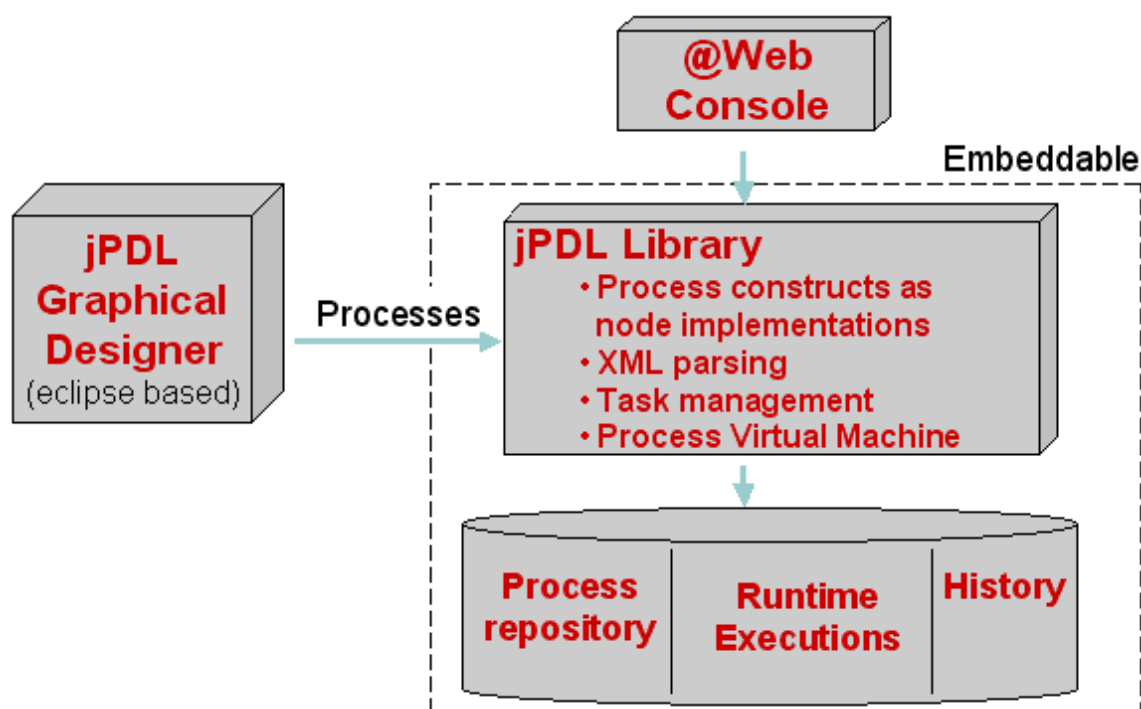 @Web
Console
Embeddable
jPDL
Graphical
Designer
(eclipse based)
Processes
jPDL Library
• Process constructs as
node implementations
• XML parsing
• Task management
• Process Virtual Machine
Process
repository
Runtime
Executions
History